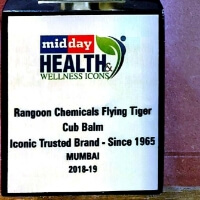 midday
HEALTH &
WELLNESS ICONS
Rangoon Chemicals Flying Tiger
Cub Balm
Iconic Trusted Brand - Since 1965
MUMBAI
2018-19